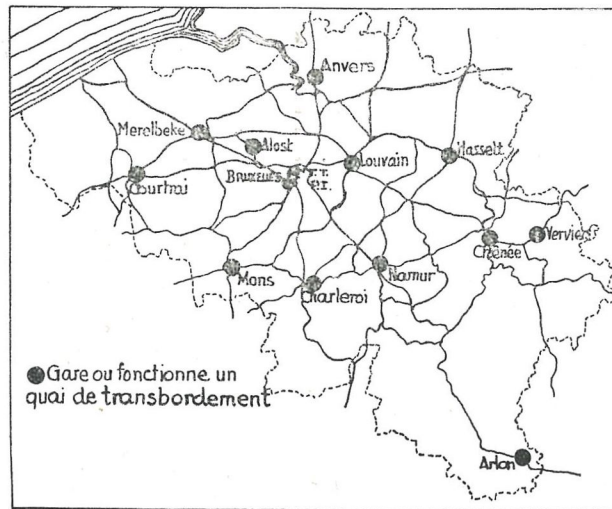 Anvers
Merelbeke
Alost
Louvain
Hasselt
Courtrai
Bruxelles T.T.
P.I.
Verviers
Chênée
Mons
Charleroi
Namur
Gare ou fonctionne un
quai de transbordement
Arlon